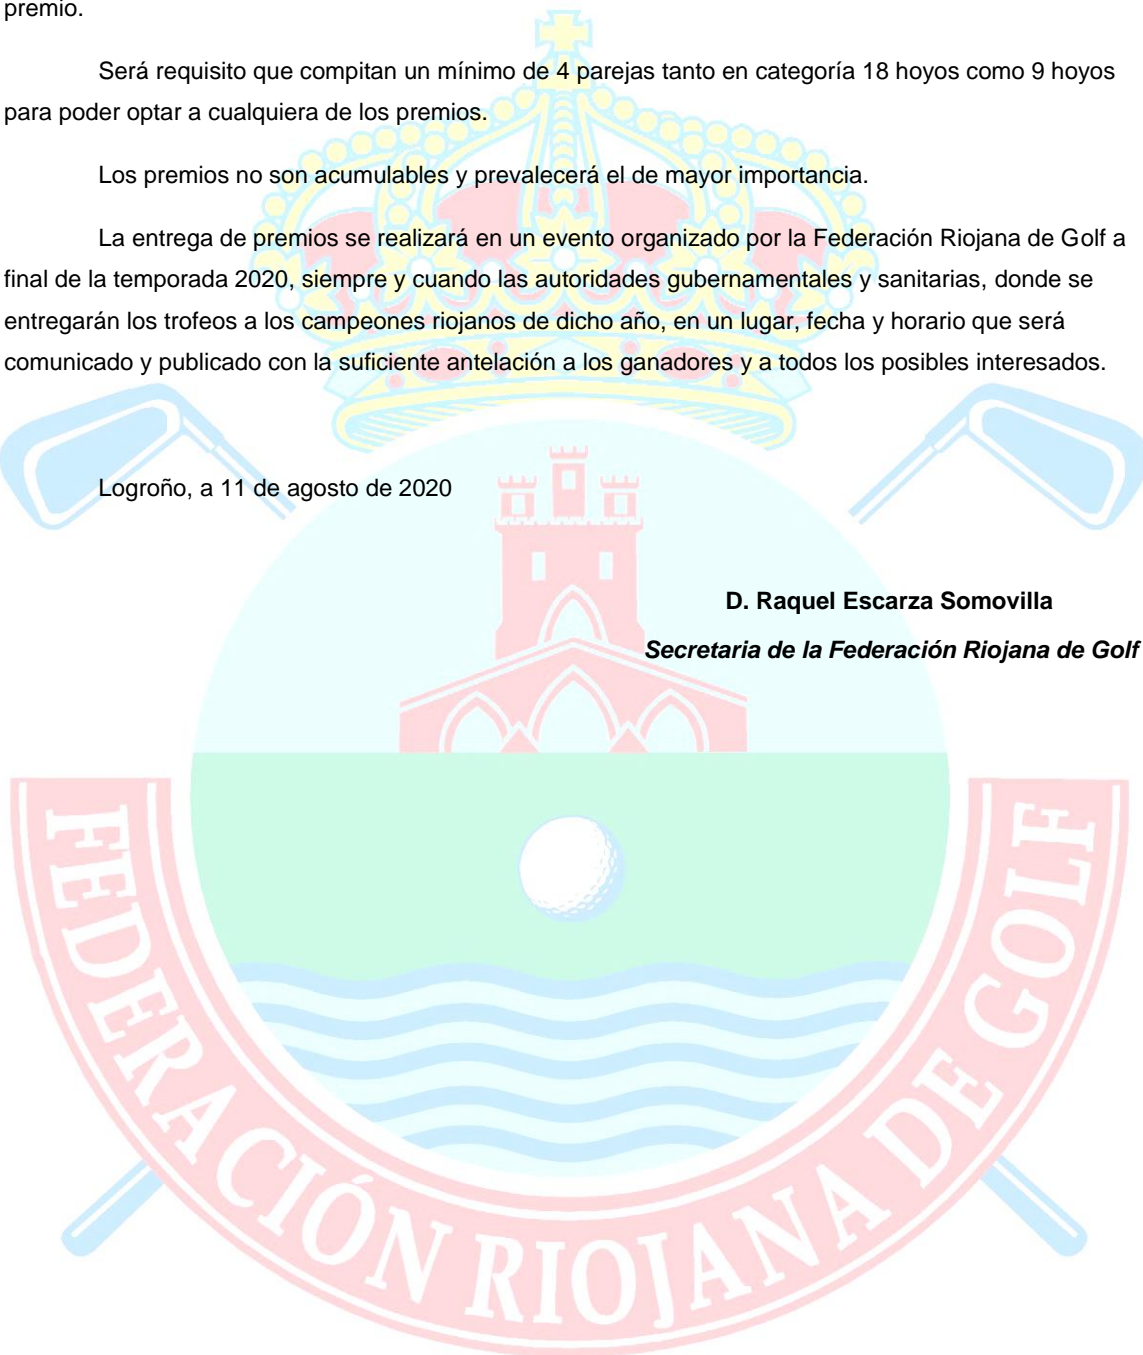 premio.
Será requisito que compitan un mínimo de 4 parejas tanto en categoría 18 hoyos como 9 hoyos
para poder optar a cualquiera de los premios.
Los premios no son acumulables y prevalecerá el de mayor importancia.
La entrega de premios se realizará en un evento organizado por la Federación Riojana de Golf a
final de la temporada 2020, siempre y cuando las autoridades gubernamentales y sanitarias, donde se
entregarán los trofeos a los campeones riojanos de dicho año, en un lugar, fecha y horario que será
comunicado y publicado con la suficiente antelación a los ganadores y a todos los posibles interesados.
Logroño, a 11 de agosto de 2020
D. Raquel Escarza Somovilla
Secretaria de la Federación Riojana de Golf
FEDERACIÓN RIOJANA DE GOLF